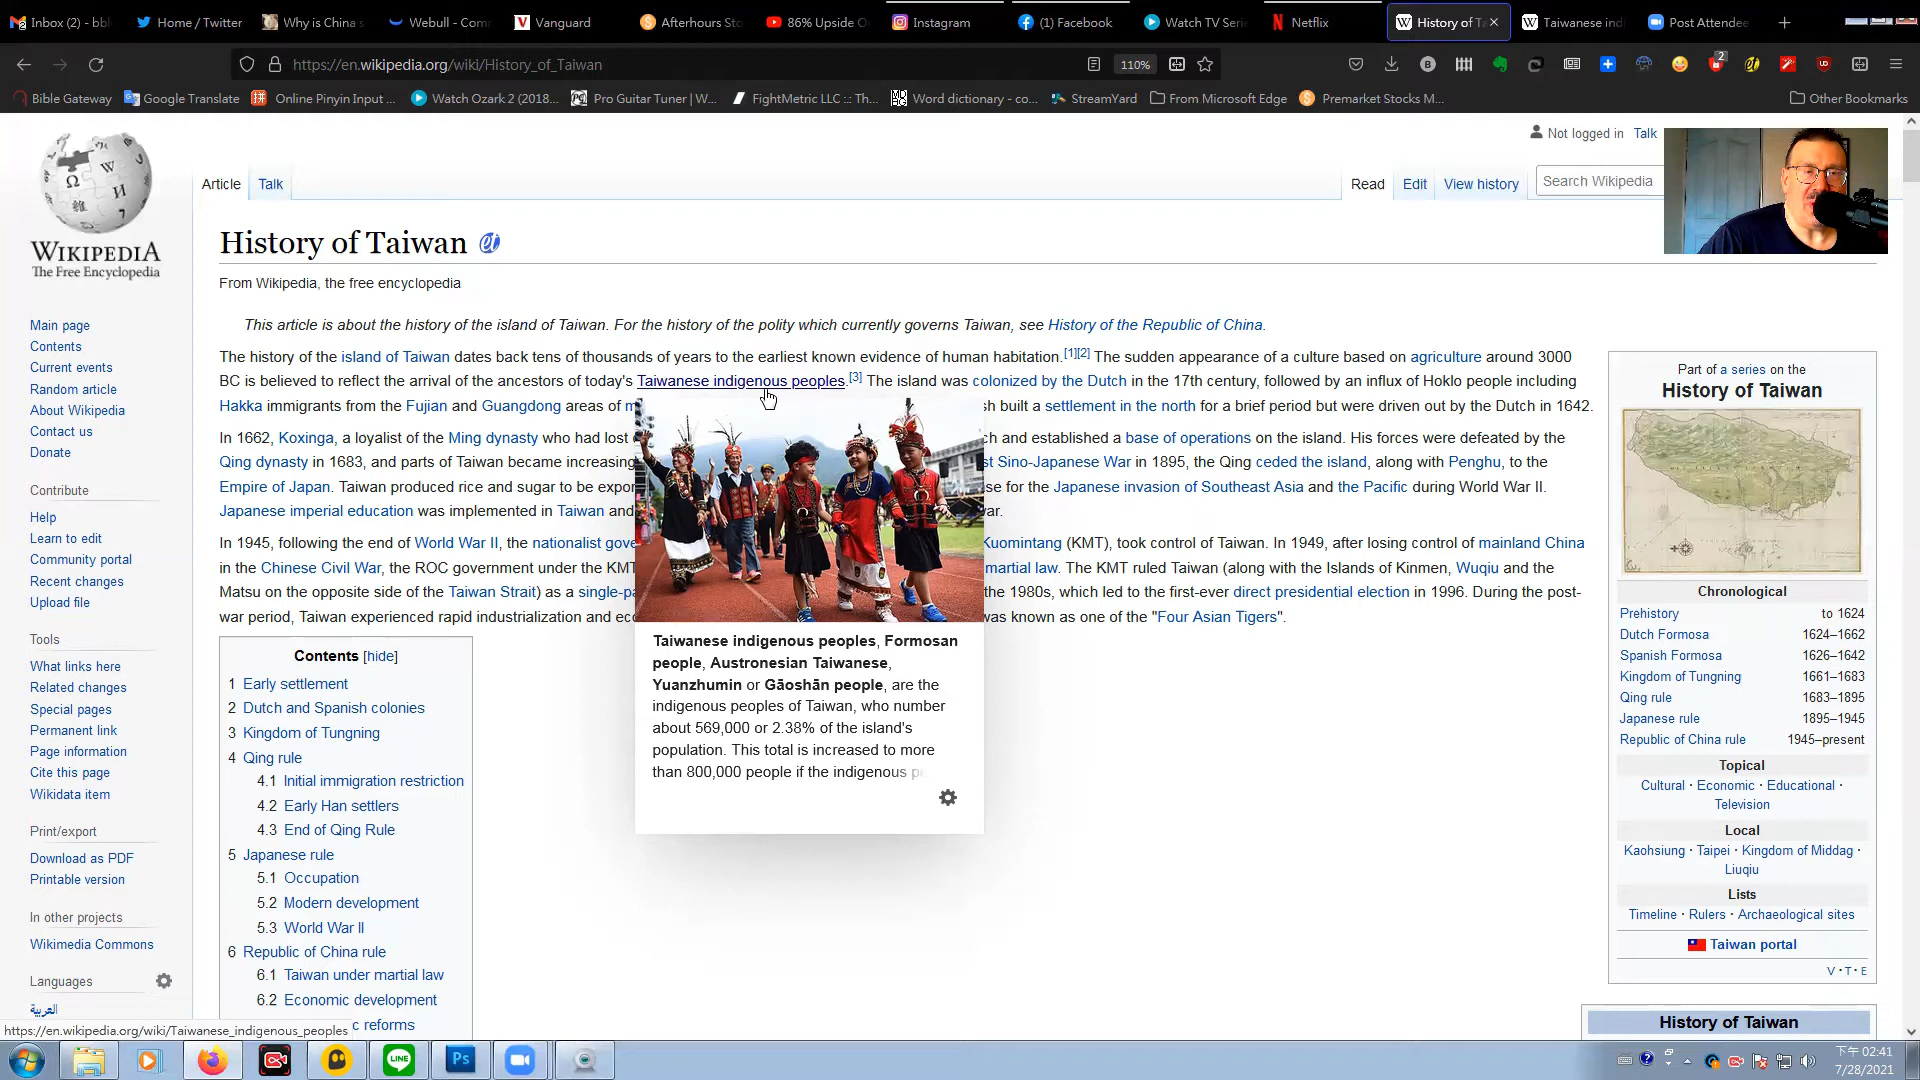 Inbox (2) - bbl
Home / Twitter
Why is China s
Webull - Com
Vanguard
Afterhours Sto
86% Upside O
Instagram
(1) Facebook
Watch TV Seri
Netflix
History of T
Taiwanese ind
Post Attendee
https://en.wikipedia.org/wiki/History_of_Taiwan
110%
2
Bible Gateway
Google Translate
Online Pinyin Input ...
Watch Ozark 2 (2018...
Pro Guitar Tuner | W...
FightMetric LLC ::: Th...
Word dictionary - co...
StreamYard
From Microsoft Edge
Premarket Stocks M...
Other Bookmarks
Not logged in
Talk
Article
Talk
Read
Edit
View history
Search Wikipedia
WIKIPEDIA
The Free Encyclopedia
History of Taiwan
From Wikipedia, the free encyclopedia
This article is about the history of the island of Taiwan. For the history of the polity which currently governs Taiwan, see History of the Republic of China.
The history of the island of Taiwan dates back tens of thousands of years to the earliest known evidence of human habitation.[1][2] The sudden appearance of a culture based on agriculture around 3000
BC is believed to reflect the arrival of the ancestors of today's Taiwanese indigenous peoples.[3] The island was colonized by the Dutch in the 17th century, followed by an influx of Hoklo people including
Hakka immigrants from the Fujian and Guangdong areas of m
h built a settlement in the north for a brief period but were driven out by the Dutch in 1642.
In 1662, Koxinga, a loyalist of the Ming dynasty who had lost
ch and established a base of operations on the island. His forces were defeated by the
Qing dynasty in 1683, and parts of Taiwan became increasing
st Sino-Japanese War in 1895, the Qing ceded the island, along with Penghu, to the
Empire of Japan. Taiwan produced rice and sugar to be expor
se for the Japanese invasion of Southeast Asia and the Pacific during World War II.
Japanese imperial education was implemented in Taiwan and
ar.
In 1945, following the end of World War II, the nationalist gove
Kuomintang (KMT), took control of Taiwan. In 1949, after losing control of mainland China
in the Chinese Civil War, the ROC government under the KMT
martial law. The KMT ruled Taiwan (along with the Islands of Kinmen, Wuqiu and the
Matsu on the opposite side of the Taiwan Strait) as a single-pa
the 1980s, which led to the first-ever direct presidential election in 1996. During the post-
war period, Taiwan experienced rapid industrialization and eco
was known as one of the "Four Asian Tigers".
Taiwanese indigenous peoples, Formosan
people, Austronesian Taiwanese,
Yuanzhumin or Gāoshān people, are the
indigenous peoples of Taiwan, who number
about 569,000 or 2.38% of the island's
population. This total is increased to more
than 800,000 people if the indigenous p
Main page
Contents
Current events
Random article
About Wikipedia
Contact us
Donate
Contribute
Help
Learn to edit
Community portal
Recent changes
Upload file
Tools
What links here
Related changes
Special pages
Permanent link
Page information
Cite this page
Wikidata item
Print/export
Download as PDF
Printable version
In other projects
Wikimedia Commons
Languages
العربية
Contents [hide]
1 Early settlement
2 Dutch and Spanish colonies
3 Kingdom of Tungning
4 Qing rule
4.1 Initial immigration restriction
4.2 Early Han settlers
4.3 End of Qing Rule
5 Japanese rule
5.1 Occupation
5.2 Modern development
5.3 World War II
6 Republic of China rule
6.1 Taiwan under martial law
6.2 Economic development
c reforms
Part of a series on the
History of Taiwan
Chronological
Prehistory to 1624
Dutch Formosa 1624–1662
Spanish Formosa 1626–1642
Kingdom of Tungning 1661–1683
Qing rule 1683–1895
Japanese rule 1895–1945
Republic of China rule 1945–present
Topical
Cultural · Economic · Educational ·
Television
Local
Kaohsiung · Taipei · Kingdom of Middag ·
Liuqiu
Lists
Timeline · Rulers · Archaeological sites
Taiwan portal
V · T · E
History of Taiwan
https://en.wikipedia.org/wiki/Taiwanese_indigenous_peoples
LINE
Ps
下午 02:41
7/28/2021